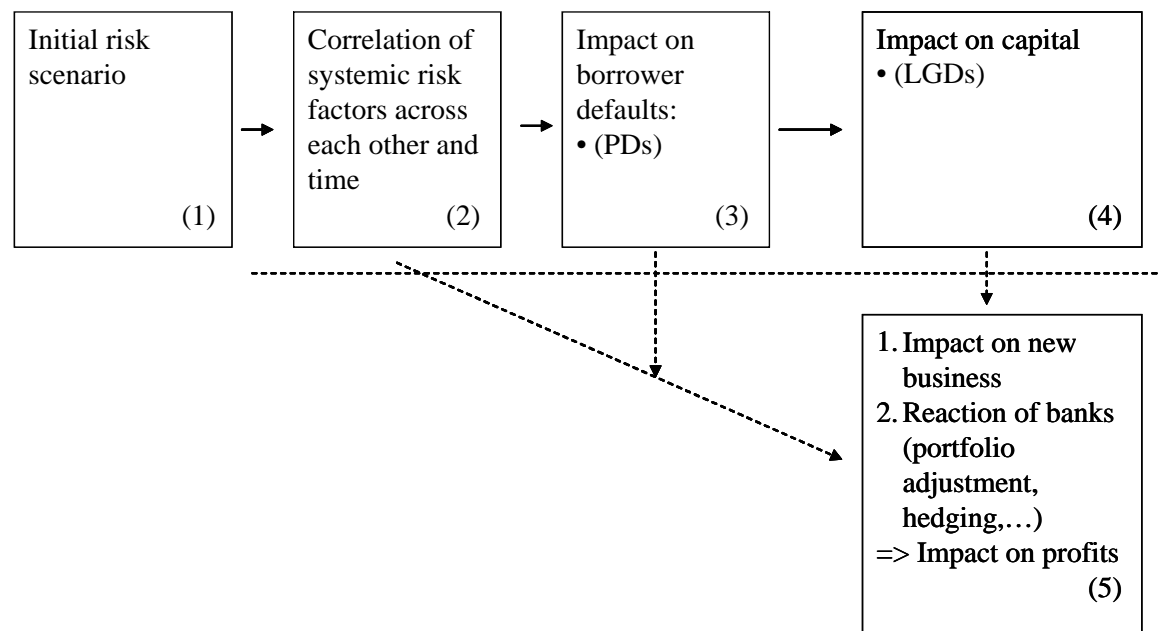 Initial risk
scenario
(1)
Correlation of
systemic risk
factors across
each other and
time
(2)
Impact on
borrower
defaults:
• (PDs)
(3)
Impact on capital
• (LGDs)
(4)
1. Impact on new
business
2. Reaction of banks
(portfolio
adjustment,
hedging,…)
=> Impact on profits
(5)